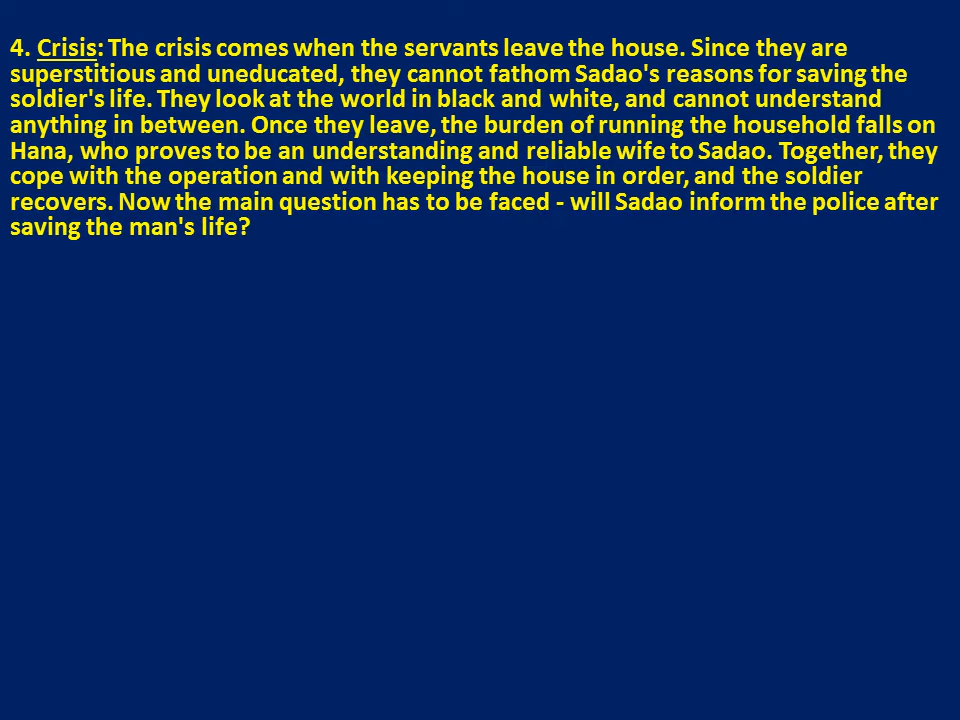 4. Crisis: The crisis comes when the servants leave the house. Since they are
superstitious and uneducated, they cannot fathom Sadao's reasons for saving the
soldier's life. They look at the world in black and white, and cannot understand
anything in between. Once they leave, the burden of running the household falls on
Hana, who proves to be an understanding and reliable wife to Sadao. Together, they
cope with the operation and with keeping the house in order, and the soldier
recovers. Now the main question has to be faced - will Sadao inform the police after
saving the man's life?